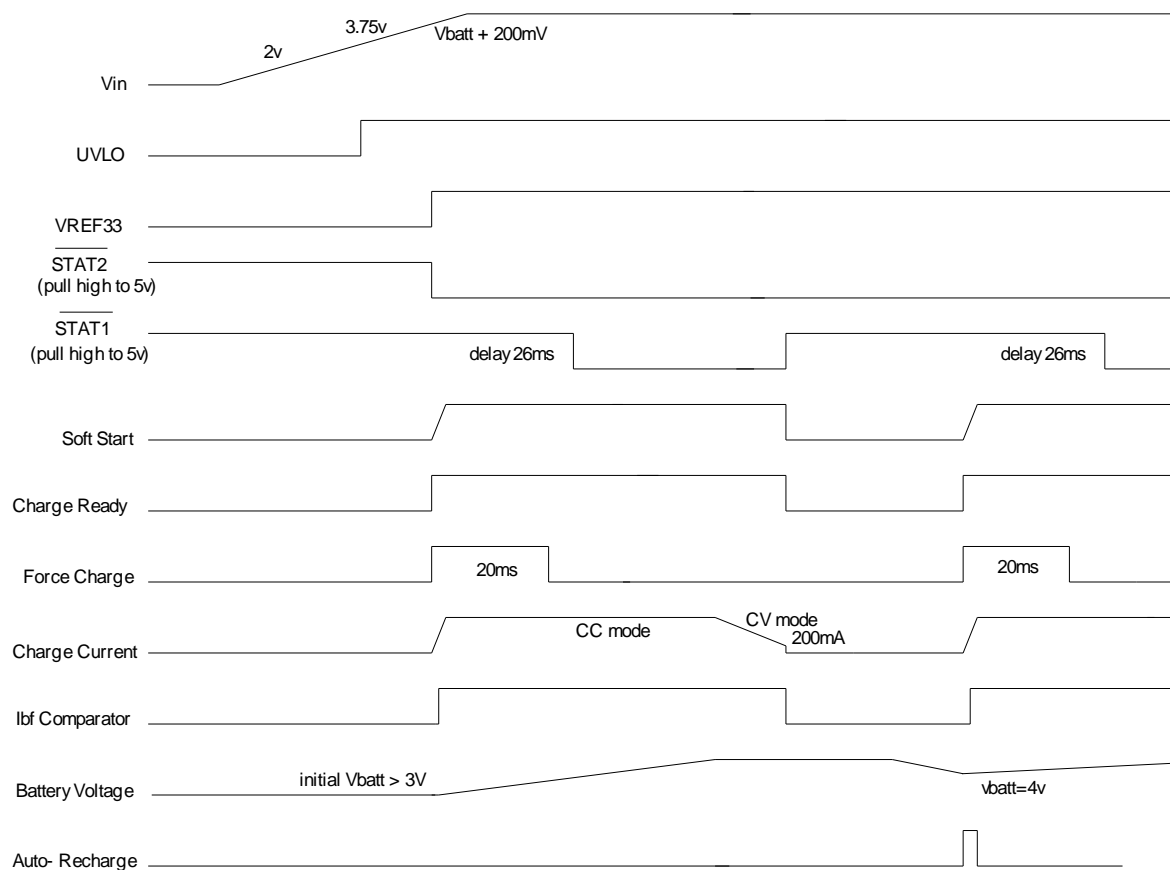 3.75v
Vbatt + 200mV
2v
Vin
UVLO
VREF33
STAT2
(pull high to 5v)
STAT1
(pull high to 5v)
delay 26ms
delay 26ms
Soft Start
Charge Ready
Force Charge
20ms
20ms
Charge Current
CC mode
CV mode
200mA
Ibf Comparator
Battery Voltage
initial Vbatt > 3V
vbatt=4v
Auto- Recharge